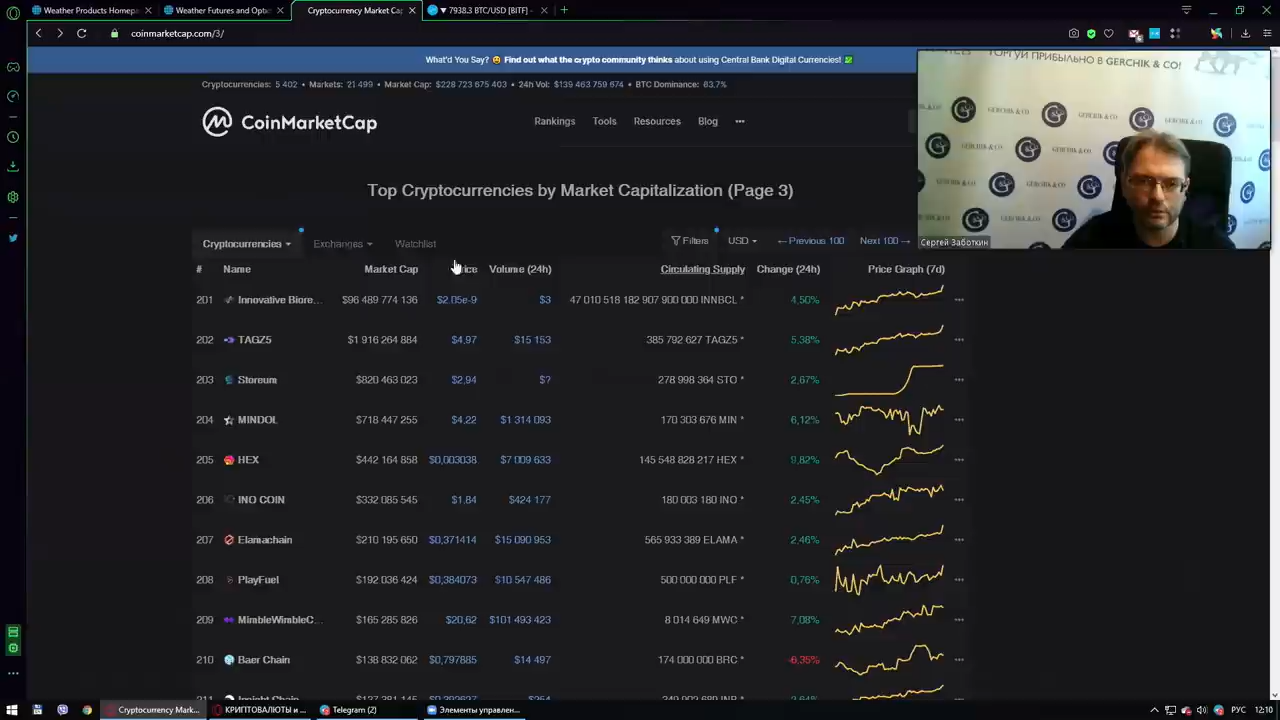 Weather Products Homep
Weather Futures and Optio
Cryptocurrency Market Cap
7938.3 BTC/USD [BITF] -
coinmarketcap.com/3/
What'd You Say? Find out what the crypto community thinks about using Central Bank Digital Currencies!
Cryptocurrencies: 5 402 • Markets: 21 499 • Market Cap: $228 723 675 403 • 24h Vol: $139 463 759 674 • BTC Dominance: 63,7%
CoinMarketCap
Rankings Tools Resources Blog
Top Cryptocurrencies by Market Capitalization (Page 3)
Cryptocurrencies Exchanges Watchlist
Filters USD ← Previous 100 Next 100 →
# Name Market Cap Price Volume (24h) Circulating Supply Change (24h) Price Graph (7d)
201 Innovative Biore... $96 489 774 136 $2.05e-9 $3 47 010 518 182 907 900 000 INNBCL * 4,50%
202 TAGZ5 $1 916 264 884 $4,97 $15 153 385 792 627 TAGZ5 * 5,38%
203 Storeum $820 463 023 $2,94 $? 278 998 364 STO * 2,67%
204 MINDOL $718 447 255 $4,22 $1 314 093 170 303 676 MIN * 6,12%
205 HEX $442 164 858 $0,003038 $7 009 633 145 548 828 217 HEX * 9,82%
206 INO COIN $332 085 545 $1.84 $424 177 180 003 180 INO * 2.45%
207 Elamachain $210 195 650 $0,371414 $15 090 953 565 933 389 ELAMA * 2,46%
208 PlayFuel $192 036 424 $0,384073 $10 547 486 500 000 000 PLF * 0,76%
209 MimbleWimbleC... $165 285 826 $20,62 $101 493 423 8 014 649 MWC * 7,08%
210 Baer Chain $138 832 062 $0,797885 $14 497 174 000 000 BRC * -6,35%
ТОРГУЙ ПРИБЫЛЬНО В GERCHIK & CO!
GERCHIK & CO
GERCHIK & CO
Сергей Заботкин
Cryptocurrency Mark...
КРИПТОВАЛЮТЫ и ...
Telegram (2)
Элементы управлен...
РУС
12:10